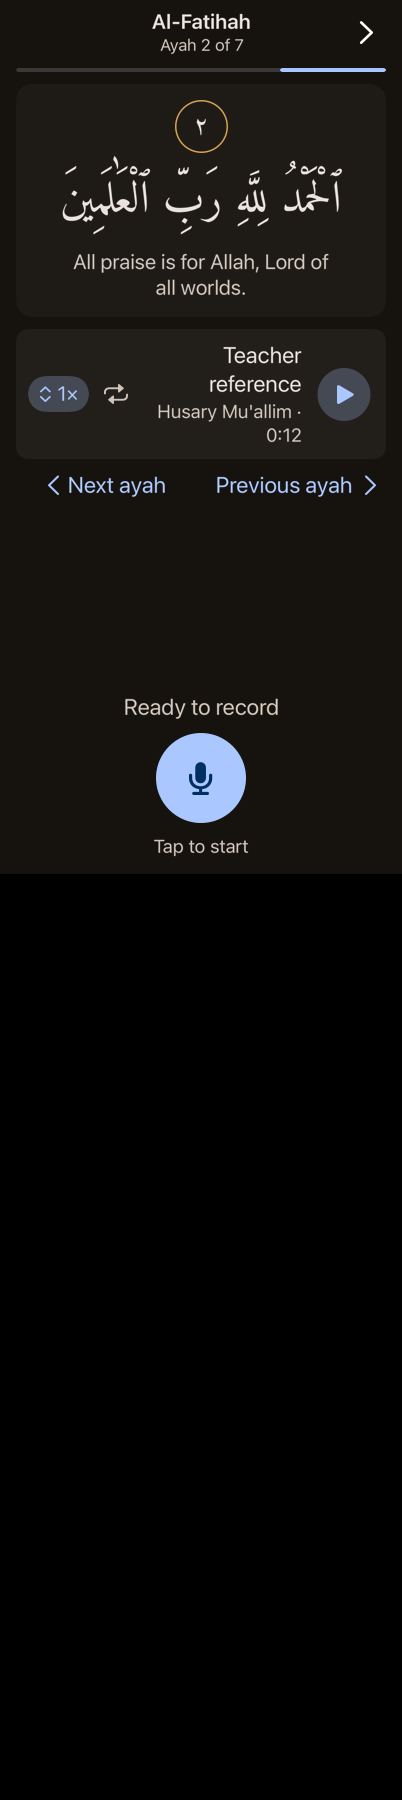 Al-Fatihah
Ayah 2 of 7
٢
ٱلْحَمْدُ لِلَّهِ رَبِّ ٱلْعَٰلَمِينَ
All praise is for Allah, Lord of
all worlds.
Teacher
reference
Husary Mu'allim ·
0:12
1×
Next ayah
Previous ayah
Ready to record
Tap to start